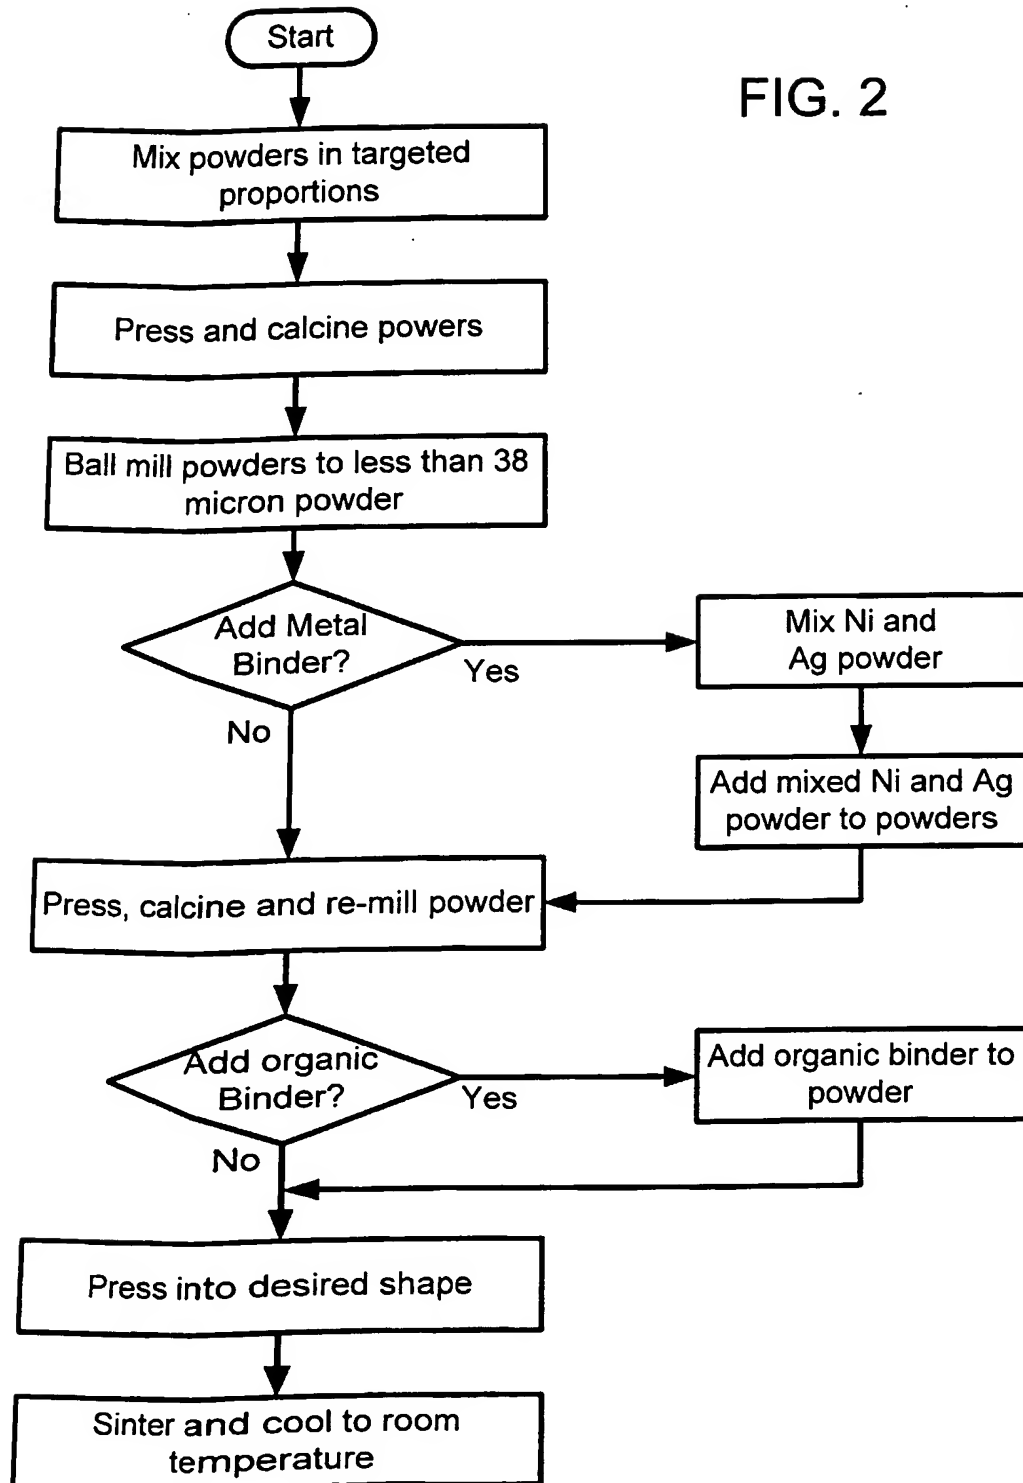 Start
FIG. 2
Mix powders in targeted
proportions
Press and calcine powers
Ball mill powders to less than 38
micron powder
Add Metal
Binder?
Yes
No
Mix Ni and
Ag powder
Add mixed Ni and Ag
powder to powders
Press, calcine and re-mill powder
Add organic
Binder?
Yes
No
Add organic binder to
powder
Press into desired shape
Sinter and cool to room
temperature